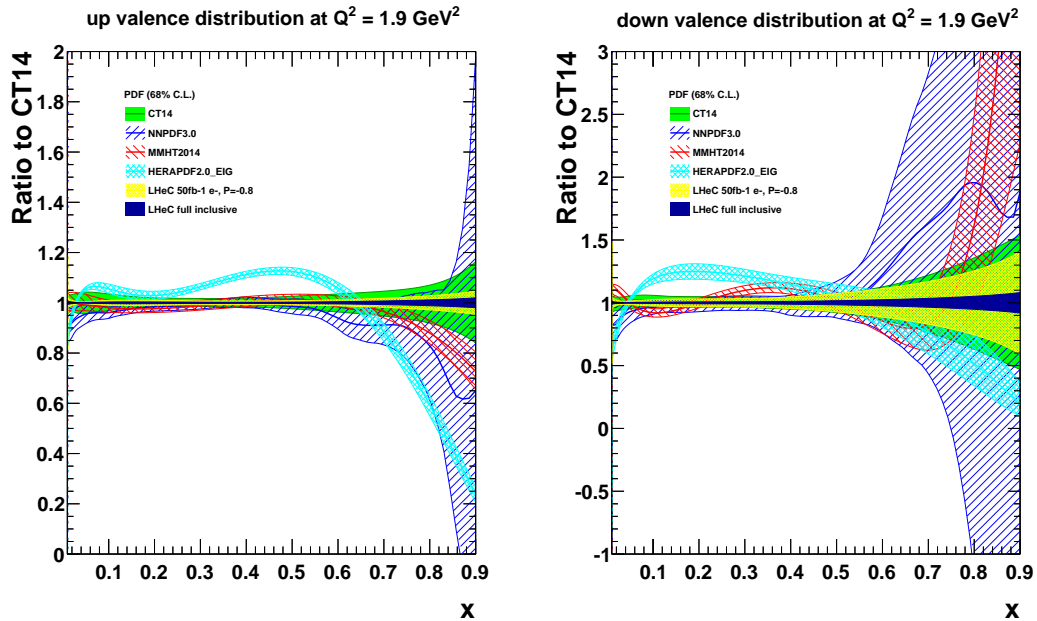 up valence distribution at Q² = 1.9 GeV²
Ratio to CT14
2
1.8
1.6
1.4
1.2
1
0.8
0.6
0.4
0.2
0
PDF (68% C.L.)
CT14
NNPDF3.0
MMHT2014
HERAPDF2.0_EIG
LHeC 50fb-1 e-, P=-0.8
LHeC full inclusive
0.1 0.2 0.3 0.4 0.5 0.6 0.7 0.8 0.9
x
down valence distribution at Q² = 1.9 GeV²
Ratio to CT14
3
2.5
2
1.5
1
0.5
0
-0.5
-1
PDF (68% C.L.)
CT14
NNPDF3.0
MMHT2014
HERAPDF2.0_EIG
LHeC 50fb-1 e-, P=-0.8
LHeC full inclusive
0.1 0.2 0.3 0.4 0.5 0.6 0.7 0.8 0.9
x